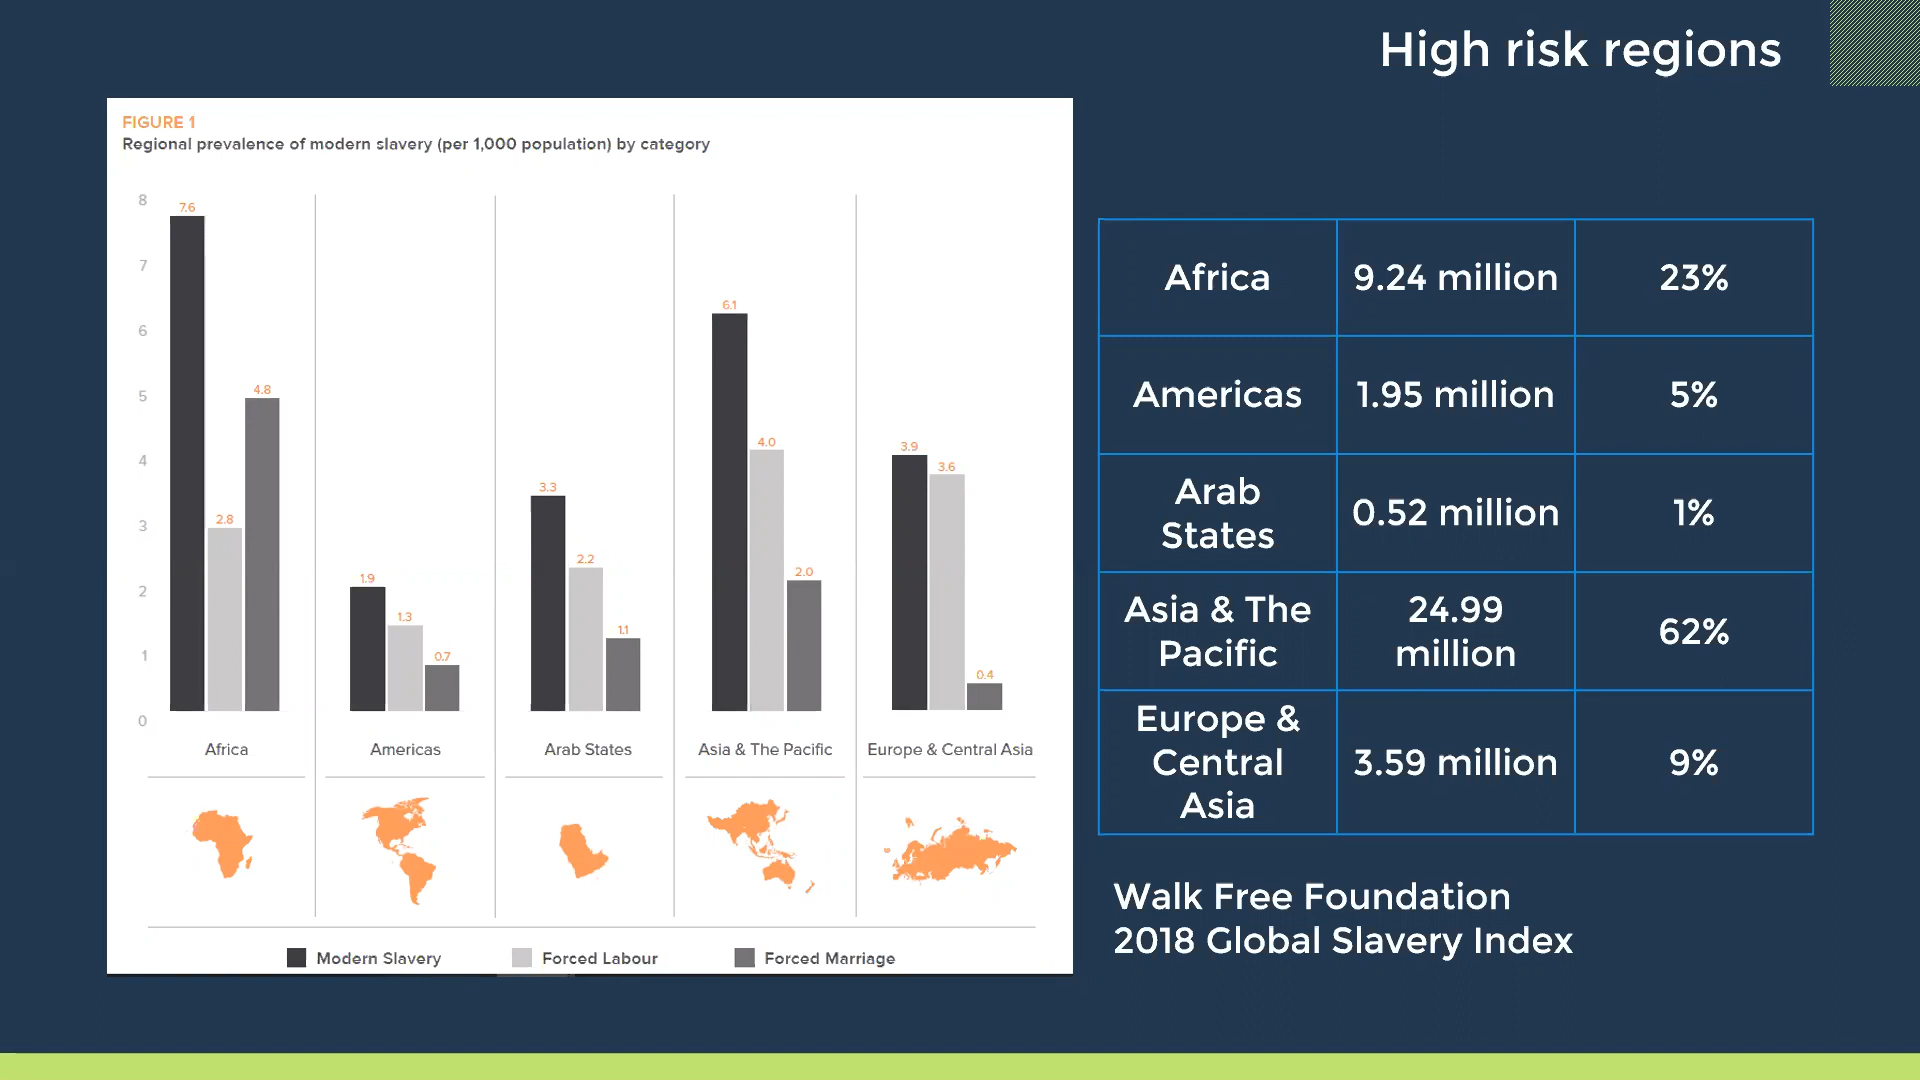 High risk regions
FIGURE 1
Regional prevalence of modern slavery (per 1,000 population) by category
8
7
6
5
4
3
2
1
0
7.6
2.8
4.8
1.9
1.3
0.7
3.3
2.2
1.1
6.1
4.0
2.0
3.9
3.6
0.4
Africa
Americas
Arab States
Asia & The Pacific
Europe & Central Asia
Modern Slavery
Forced Labour
Forced Marriage
Africa
9.24 million
23%
Americas
1.95 million
5%
Arab
States
0.52 million
1%
Asia & The
Pacific
24.99
million
62%
Europe &
Central
Asia
3.59 million
9%
Walk Free Foundation
2018 Global Slavery Index